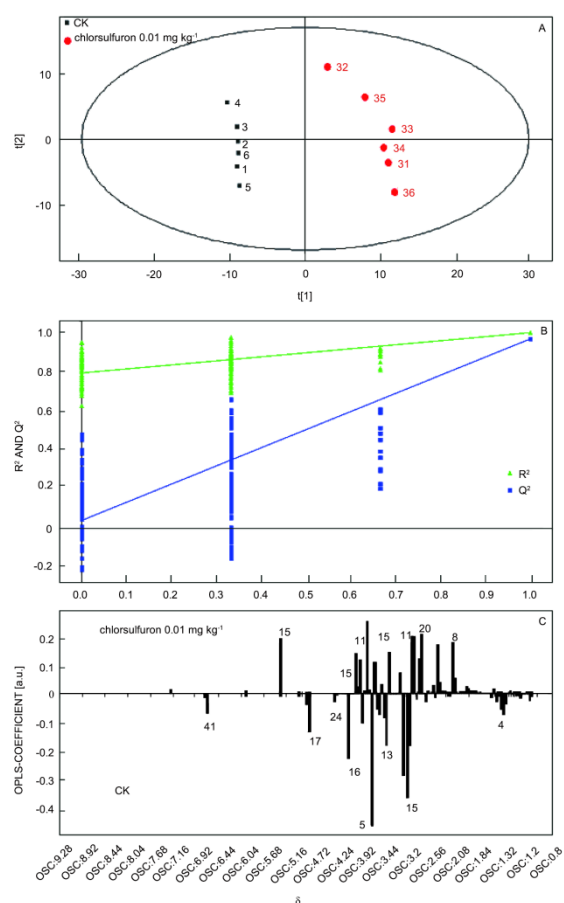 CK
chlorsulfuron 0.01 mg kg⁻¹
A
10
0
-10
t[2]
4
3
2
6
1
5
32
35
33
34
31
36
-30 -20 -10 0 10 20 30
t[1]
B
1.0
0.8
0.6
0.4
0.2
0
-0.2
R² AND Q²
R²
Q²
0.0 0.1 0.2 0.3 0.4 0.5 0.6 0.7 0.8 0.9 1.0
chlorsulfuron 0.01 mg kg⁻¹
C
0.2
0.1
0
-0.1
-0.2
-0.3
-0.4
OPLS-COEFFICIENT [a.u.]
15 15 11 15 11 20 8
41 17 24 16 5 13 15 4
CK
OSC:9.28 OSC:8.92 OSC:8.44 OSC:8.04 OSC:7.68 OSC:7.16 OSC:6.92 OSC:6.44 OSC:6.04 OSC:5.68 OSC:5.16 OSC:4.72 OSC:4.24 OSC:3.92 OSC:3.68 OSC:3.44 OSC:3.2 OSC:2.56 OSC:2.08 OSC:1.84 OSC:1.32 OSC:1.2 OSC:0.8
δ